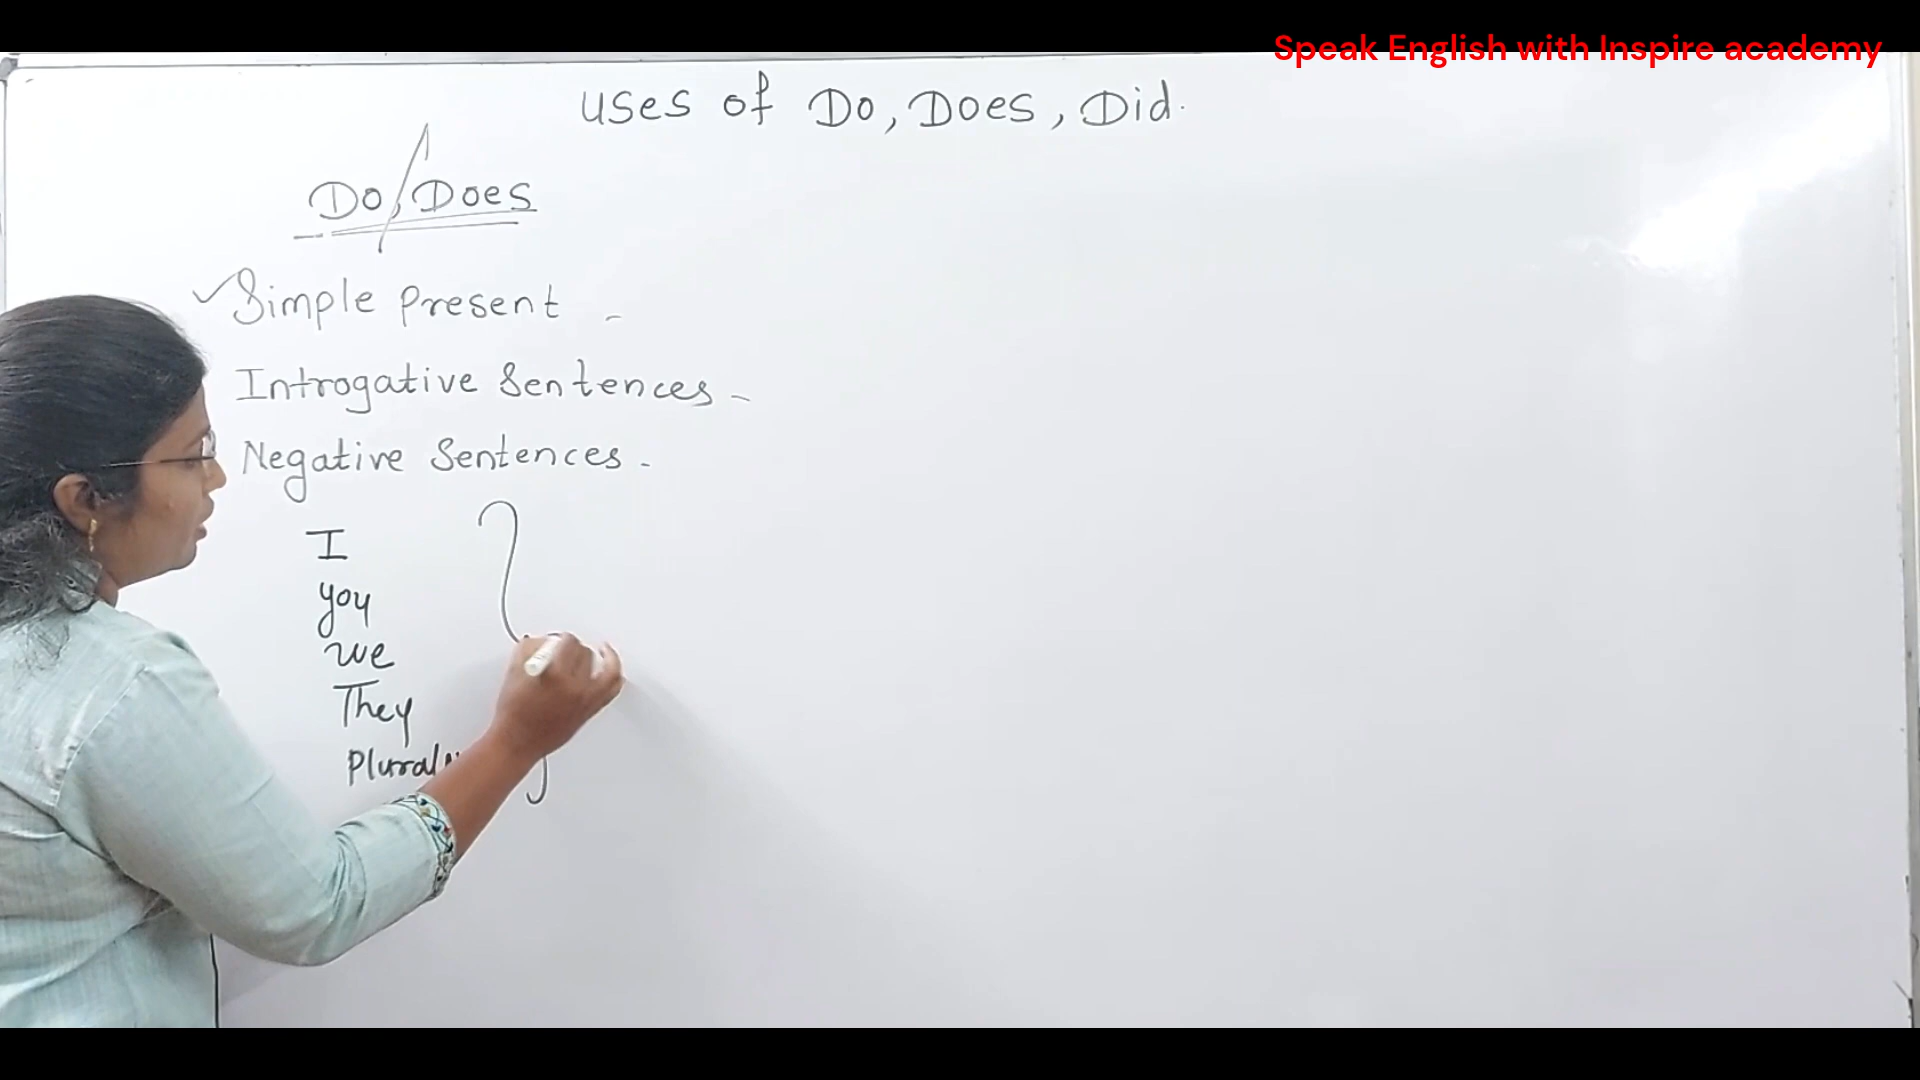 Speak English with Inspire academy
Uses of Do, Does, Did.
Do, Does
Simple present -
Introgative Sentences -
Negative Sentences -
I
you
we
They